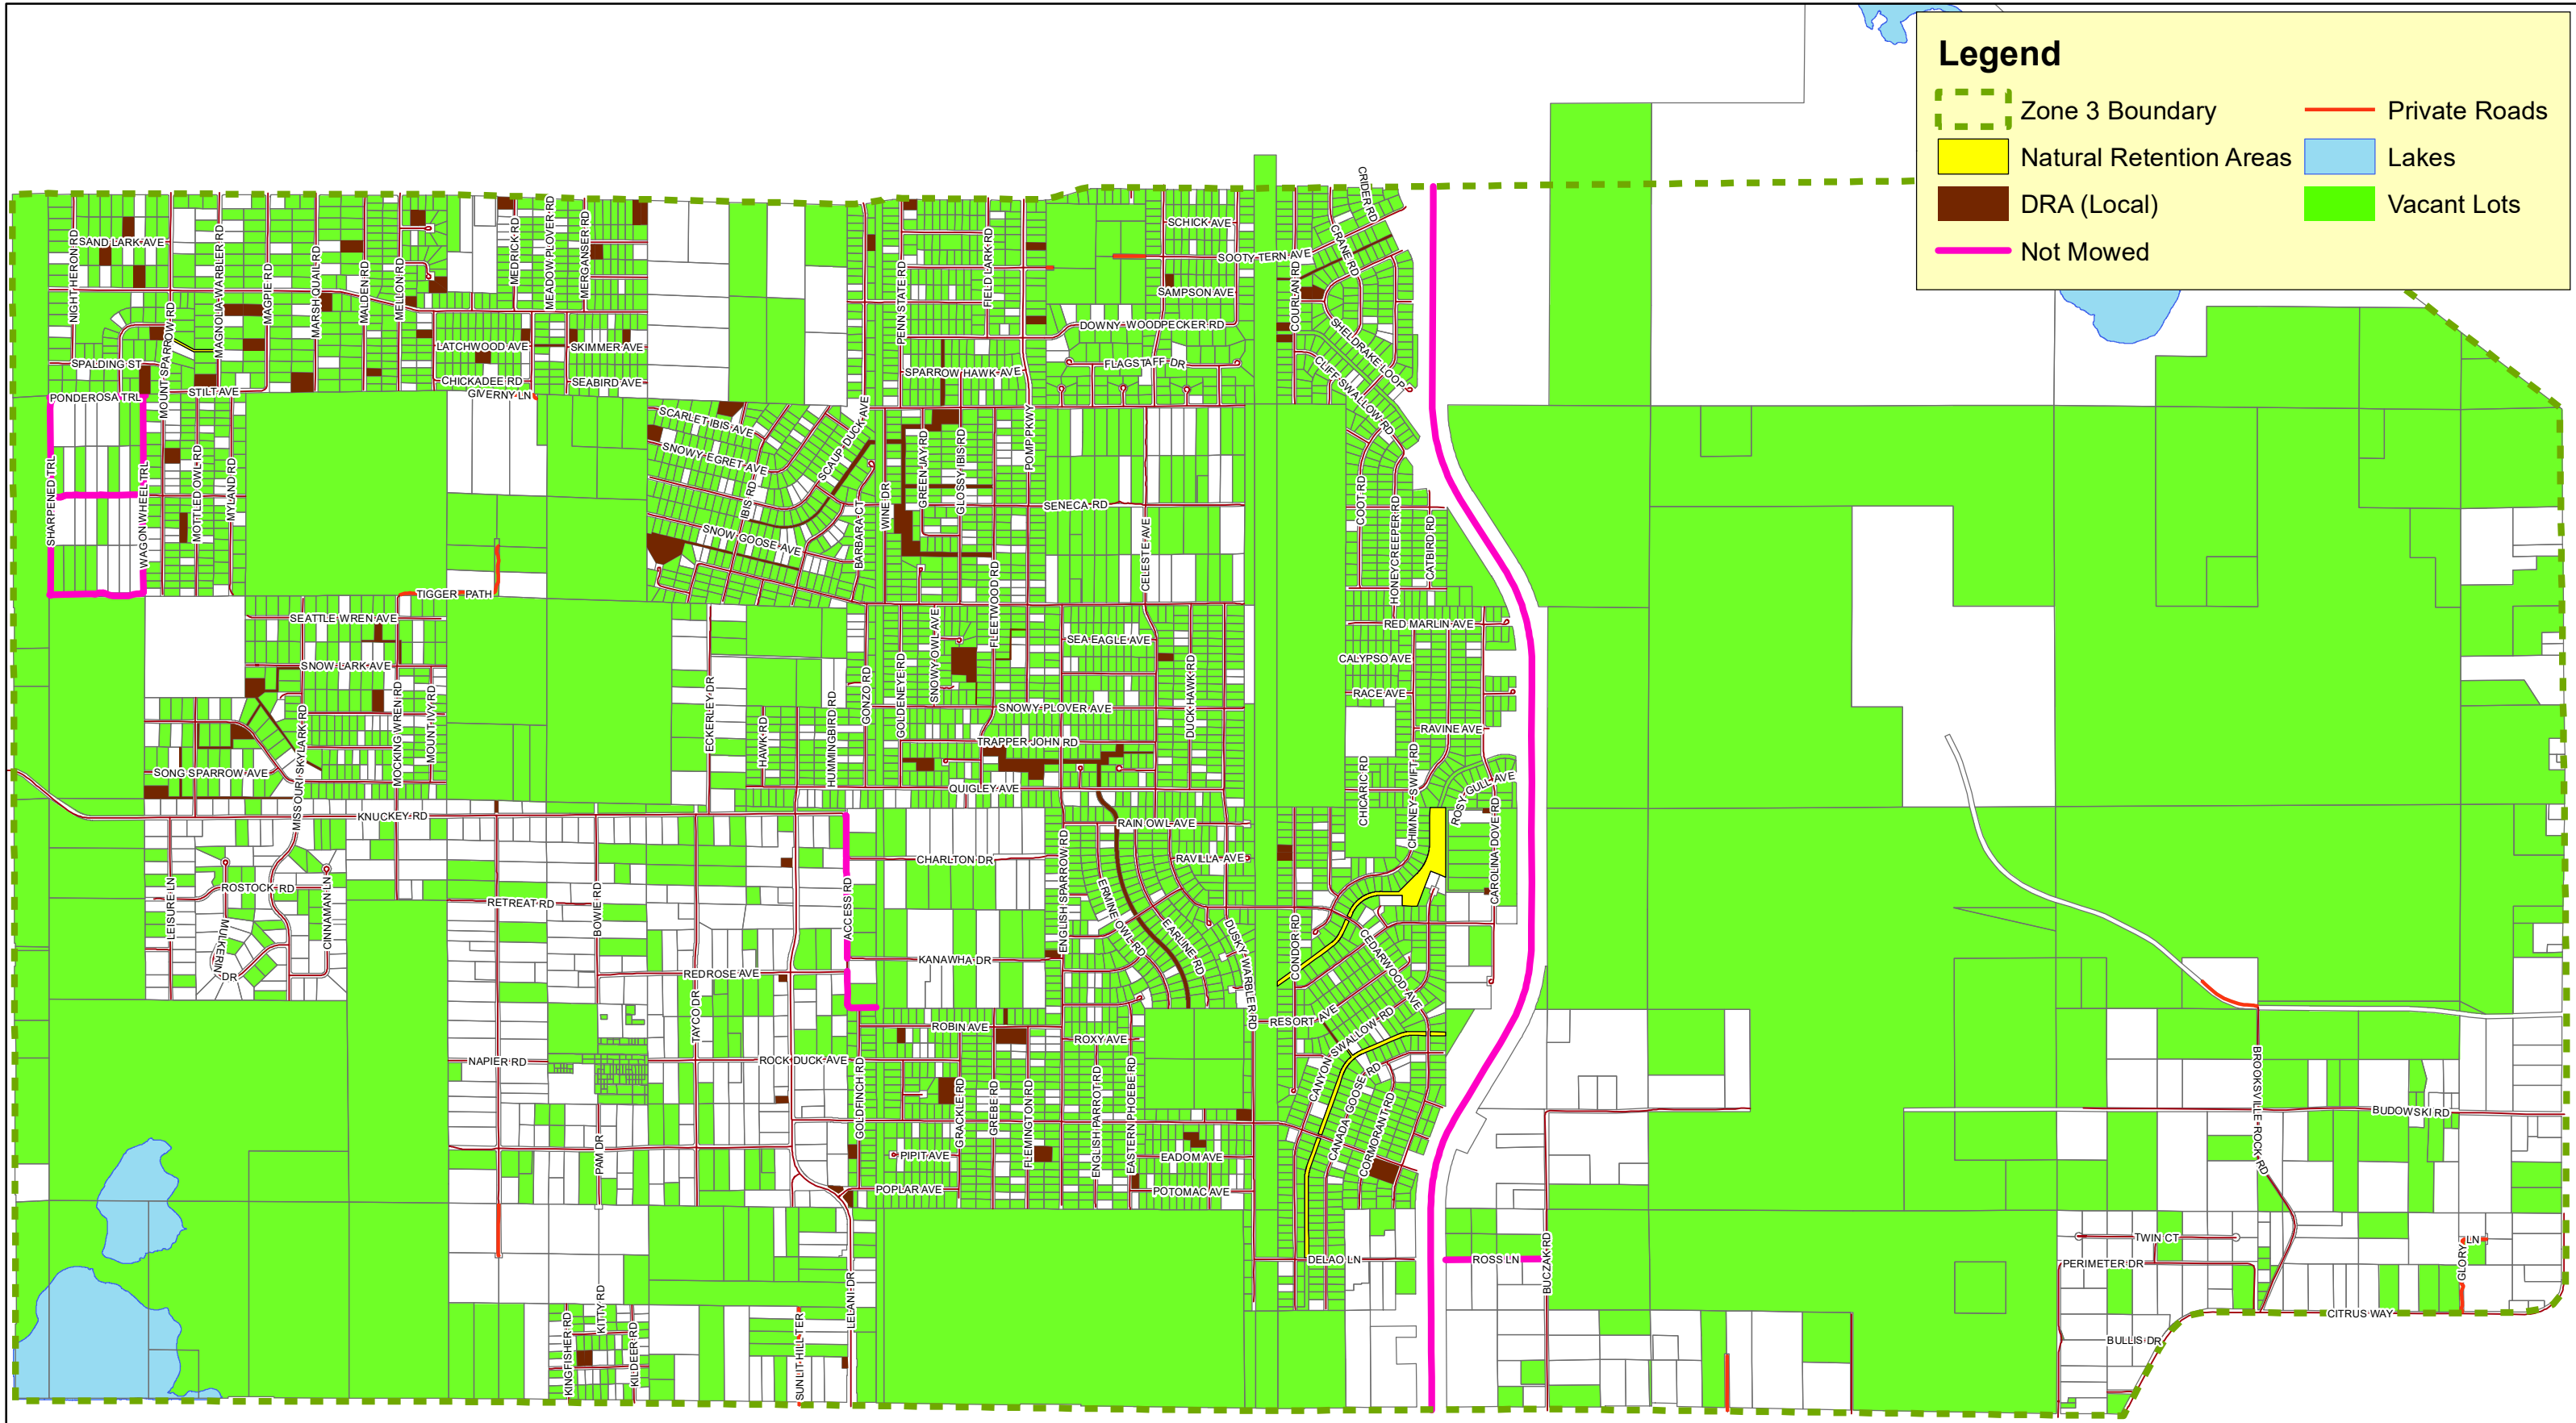 Legend
Zone 3 Boundary
Private Roads
Natural Retention Areas
Lakes
DRA (Local)
Vacant Lots
Not Mowed
CRIDER RD
SCHICK AVE
SAND LARK AVE
NIGHT HERON RD
MAGNOLIA WARBLER RD
MAGPIE RD
MARSH QUAIL RD
MALDEN RD
MELLON RD
MEDRICK RD
MEADOW PLOVER RD
MERGANSER RD
PENN STATE RD
FIELD LARK RD
SOOTY TERN AVE
CRANE RD
COURLAN RD
SAMPSON AVE
DOWNY WOODPECKER RD
SHELDRAKE LOOP
MOUNT SPARROW RD
LATCHWOOD AVE
SKIMMER AVE
SPALDING ST
FLAGSTAFF DR
SPARROW HAWK AVE
CLIFF SWALLOW RD
CHICKADEE RD
SEABIRD AVE
STILT AVE
GIVERNY LN
PONDEROSA TRL
SCARLET IBIS AVE
SCAUP DUCK AVE
SNOWY EGRET AVE
IBIS RD
SNOW GOOSE AVE
BARBARA CT
WINE DR
GREEN JAY RD
GLOSSY IBIS RD
POMP PKWY
SENECA RD
CELESTE AVE
COOT RD
HONEYCREEPER RD
CATBIRD RD
SHARPENED TRL
WAGON WHEEL TRL
MOTTLED OWL RD
MYLAND RD
TIGGER PATH
SEATTLE WREN AVE
SNOW LARK AVE
MOCKING WREN RD
MOUNT IVY RD
MISSOURI SKYLARK RD
SONG SPARROW AVE
KNUCKEY RD
ECKERLEY DR
HAWK RD
HUMMINGBIRD RD
GONZO RD
GOLDENEYE RD
SNOWY OWL AVE
FLEETWOOD RD
SEA EAGLE AVE
DUCK HAWK RD
SNOWY PLOVER AVE
TRAPPER JOHN RD
QUIGLEY AVE
RED MARLIN AVE
CALYPSO AVE
RACE AVE
RAVINE AVE
CHICARIC RD
CHIMNEY SWIFT RD
ROSY GULL AVE
CAROLINA DOVE RD
RAIN OWL AVE
RAVILLA AVE
CHARLTON DR
ENGLISH SPARROW RD
ERMINE OWL RD
EARLINE RD
DUSKY WARBLER RD
CONDOR RD
CEDARWOOD AVE
LEISURE LN
ROSTOCK RD
MULKERIN DR
CINNAMAN LN
RETREAT RD
BOWIE RD
ACCESS RD
KANAWHA DR
RED ROSE AVE
TAYCO DR
RESORT AVE
CANYON SWALLOW RD
ROBIN AVE
ROXY AVE
NAPIER RD
ROCK DUCK AVE
GOLDFINCH RD
GRACKLE RD
GREBE RD
FLEMINGTON RD
ENGLISH PARROT RD
EASTERN PHOEBE RD
CANADA GOOSE RD
CORMORANT RD
PAM DR
PIPIT AVE
EADOM AVE
POPLAR AVE
POTOMAC AVE
BROOKSVILLE ROCK RD
BUDOWSKI RD
DELAO LN
ROSS LN
BUCZAK RD
TWIN CT
PERIMETER DR
GLORY LN
CITRUS WAY
BULLIS DR
KINGFISHER RD
KITTY RD
KILDEER RD
SUNLIT HILL TER
LEILANI DR